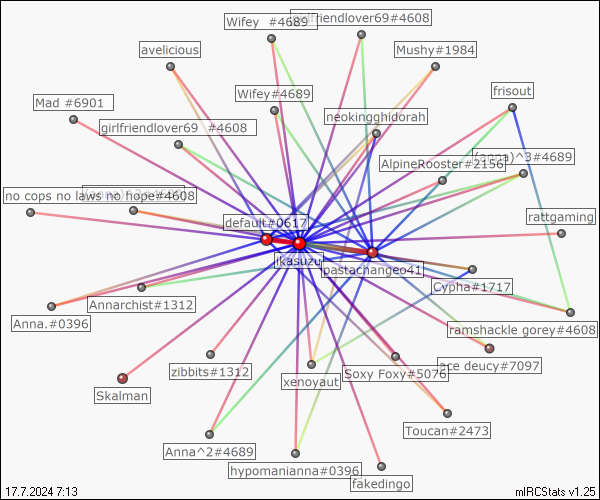 Wifey  #4689
girlfriendlover69#4608
avelicious
Mushy#1984
Wifey#4689
frisout
Mad #6901
neokingghidorah
girlfriendlover69  #4608
AlpineRooster#2156
(anna)^3#4689
no cops no laws no hope#4608
default#0617
rattgaming
ikasuzu
pastachangeo41
Cypha#1717
Annarchist#1312
Anna.#0396
ramshackle gorey#4608
zibbits#1312
xenoyaut
Soxy Foxy#5076
ace deucy#7097
Skalman
Toucan#2473
Anna^2#4689
hypomanianna#0396
fakedingo
17.7.2024 7:13
mIRCStats v1.25